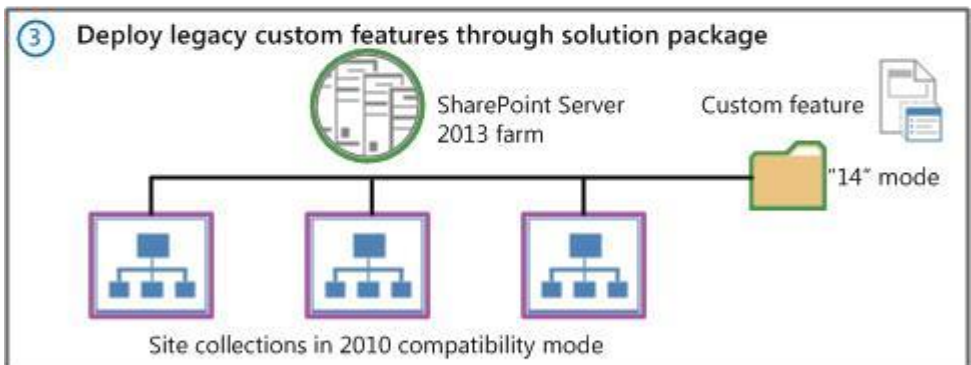 3 Deploy legacy custom features through solution package
SharePoint Server
2013 farm
Custom feature
"14" mode
Site collections in 2010 compatibility mode